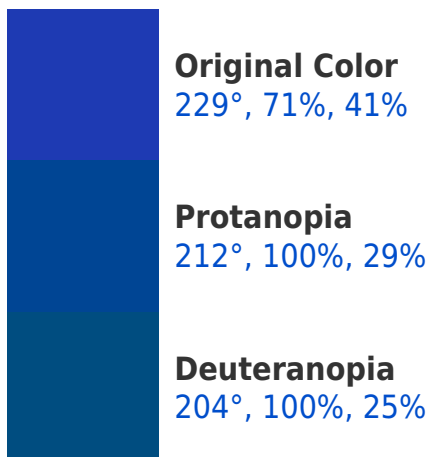 Original Color
229°, 71%, 41%
Protanopia
212°, 100%, 29%
Deuteranopia
204°, 100%, 25%